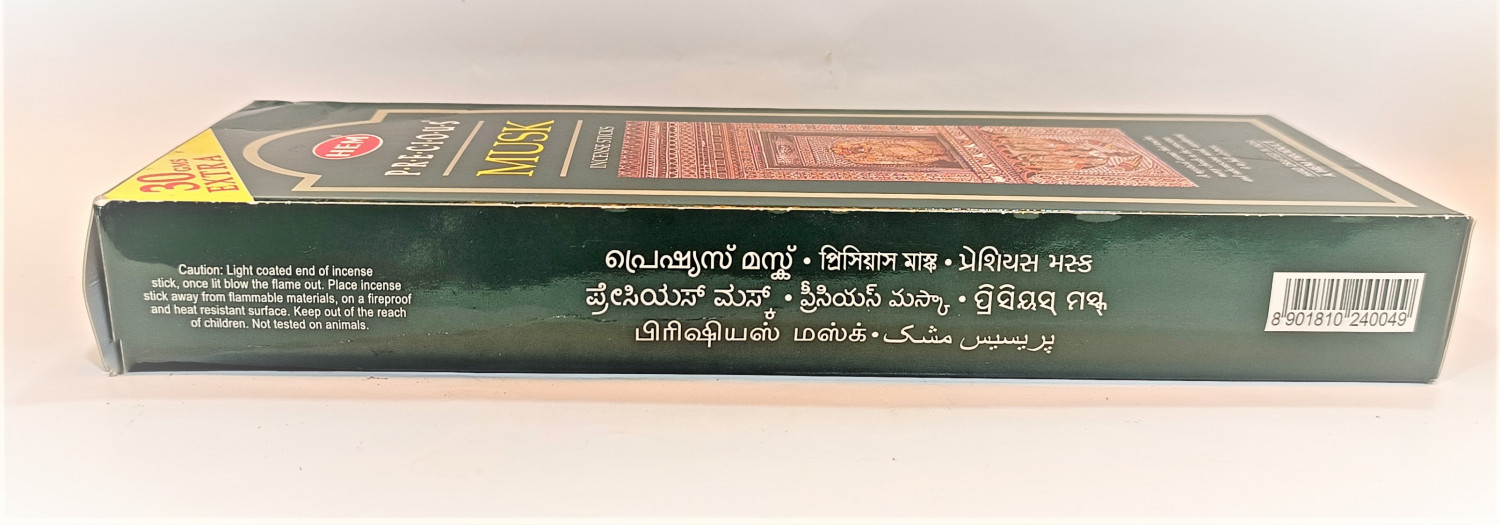 30 GMS
EXTRA
HEM
PRECIOUS
MUSK
INCENSE STICKS
Caution: Light coated end of incense
stick, once lit blow the flame out. Place incense
stick away from flammable materials, on a fireproof
and heat resistant surface. Keep out of the reach
of children. Not tested on animals.
പ്രെഷ്യസ് മസ്ക് • প্রিসিয়াস মাস্ক • પ્રેશિયસ મસ્ક
ಪ್ರೇಸಿಯಸ್ ಮಸ್ಕ್ • ప్రీసియస్ మస్కా • ପ୍ରିସିୟସ୍ ମସ୍କ
பிரிஷியஸ் மஸ்க் • پریسیس مشک
8 901810 240049